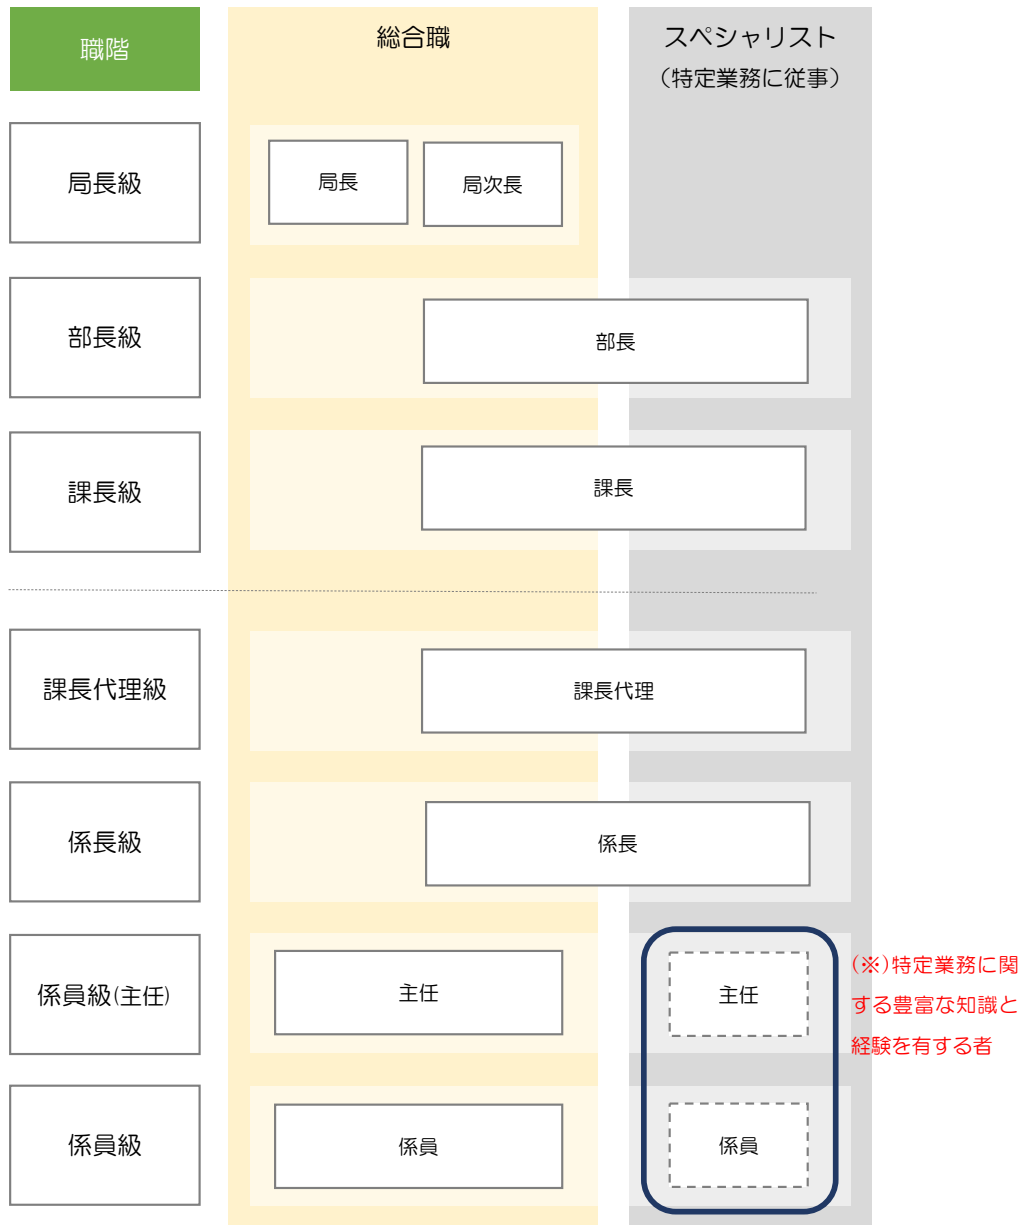 職階
総合職
スペシャリスト
（特定業務に従事）
局長級
局長
局次長
部長級
部長
課長級
課長
課長代理級
課長代理
係長級
係長
係員級(主任)
主任
主任
(※)特定業務に関
する豊富な知識と
経験を有する者
係員級
係員
係員